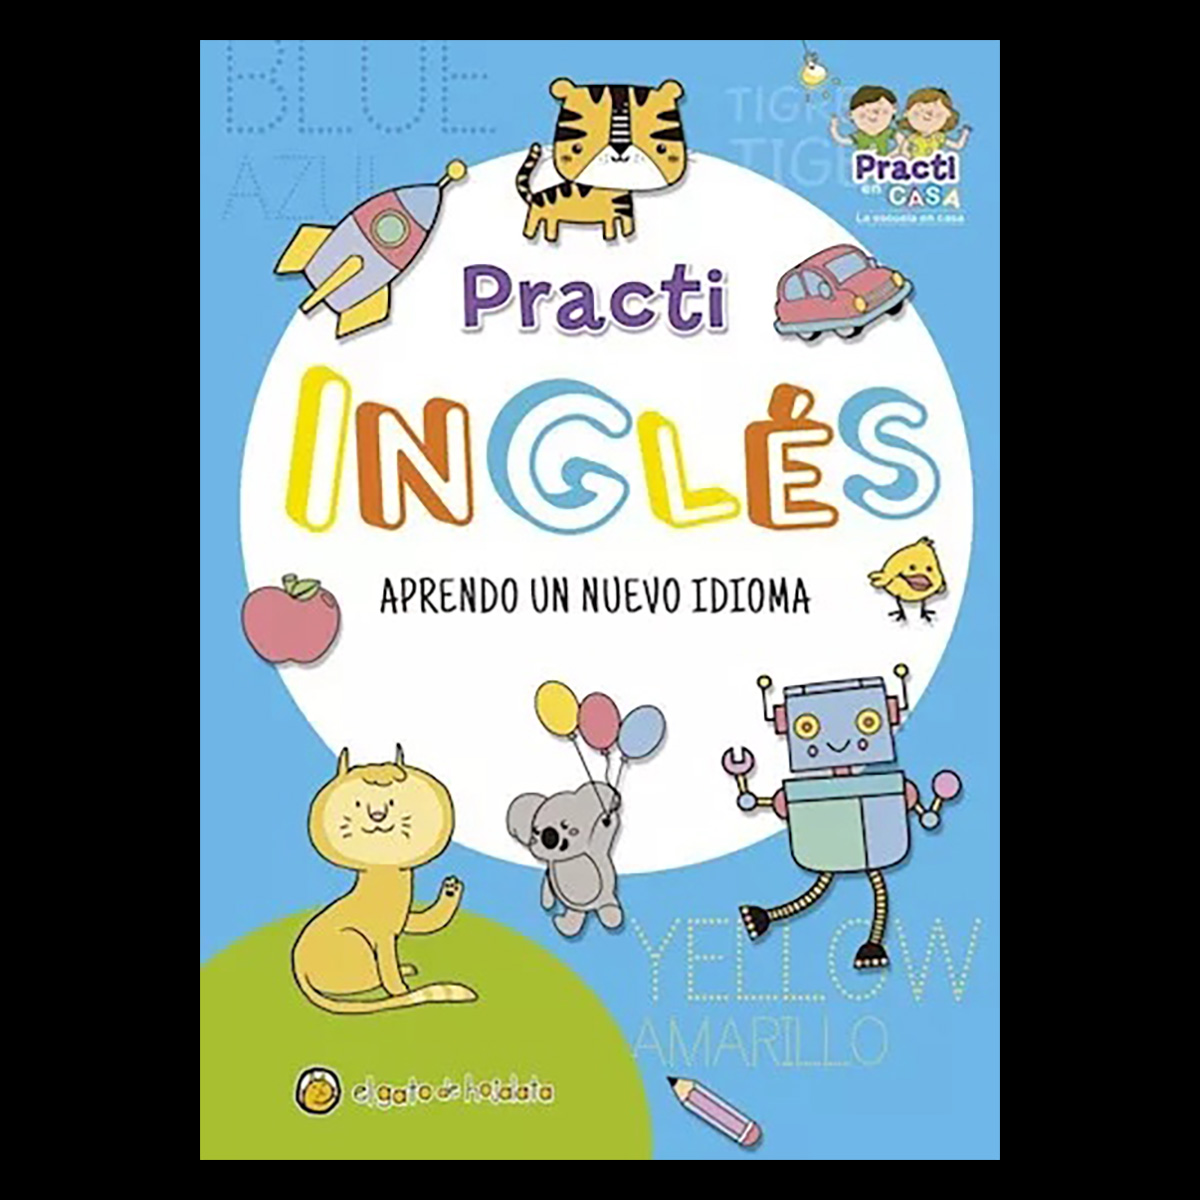 BLUE
AZUL
TIGRE
TIGE
Practi
en CASA
La escuela en casa
Practi
INGLÉS
APRENDO UN NUEVO IDIOMA
YELLOW
AMARILLO
el gato de hojalata